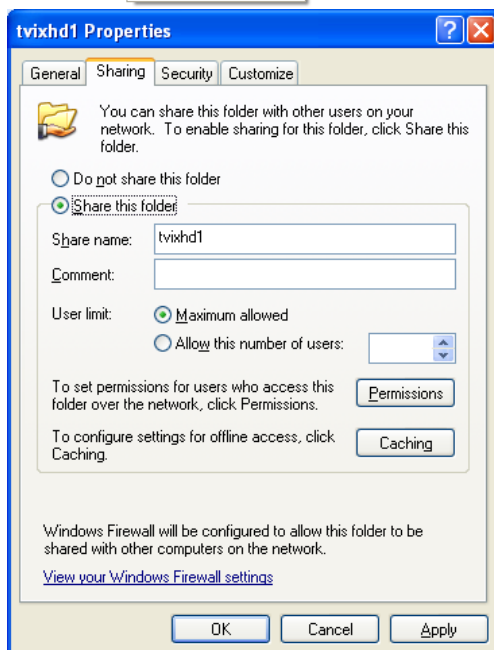 tvixhd1 Properties
General Sharing Security Customize
You can share this folder with other users on your
network. To enable sharing for this folder, click Share this
folder.
Do not share this folder
Share this folder
Share name: tvixhd1
Comment:
User limit: Maximum allowed
Allow this number of users:
To set permissions for users who access this
folder over the network, click Permissions.
Permissions
To configure settings for offline access, click
Caching.
Caching
Windows Firewall will be configured to allow this folder to be
shared with other computers on the network.
View your Windows Firewall settings
OK Cancel Apply